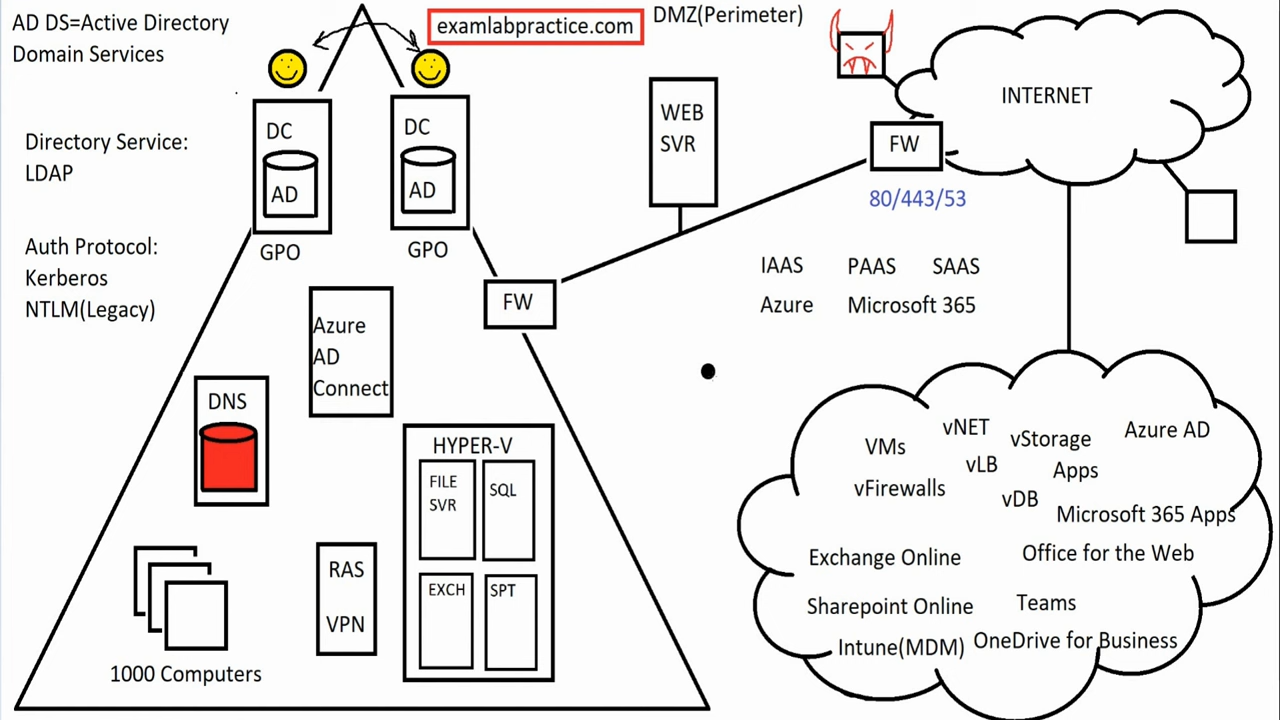 AD DS=Active Directory
Domain Services
examlabpractice.com
DMZ(Perimeter)
DC
AD
GPO
DC
AD
GPO
Directory Service:
LDAP
Auth Protocol:
Kerberos
NTLM(Legacy)
WEB
SVR
INTERNET
FW
80/443/53
FW
IAAS PAAS SAAS
Azure Microsoft 365
Azure
AD
Connect
DNS
HYPER-V
FILE
SVR
SQL
EXCH
SPT
RAS
VPN
1000 Computers
VMs
vNET
vStorage
Azure AD
vLB
Apps
vFirewalls
vDB
Microsoft 365 Apps
Exchange Online
Office for the Web
Sharepoint Online
Teams
Intune(MDM)
OneDrive for Business